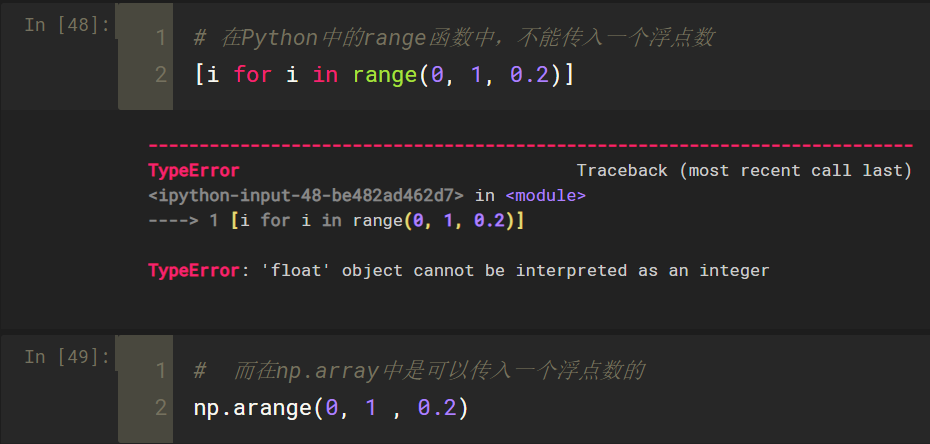 In [48]:
1 # 在Python中的range函数中，不能传入一个浮点数
2 [i for i in range(0, 1, 0.2)]
---------------------------------------------------------------------------
TypeError Traceback (most recent call last)
<ipython-input-48-be482ad462d7> in <module>
----> 1 [i for i in range(0, 1, 0.2)]
TypeError: 'float' object cannot be interpreted as an integer
In [49]:
1 #  而在np.array中是可以传入一个浮点数的
2 np.arange(0, 1 , 0.2)